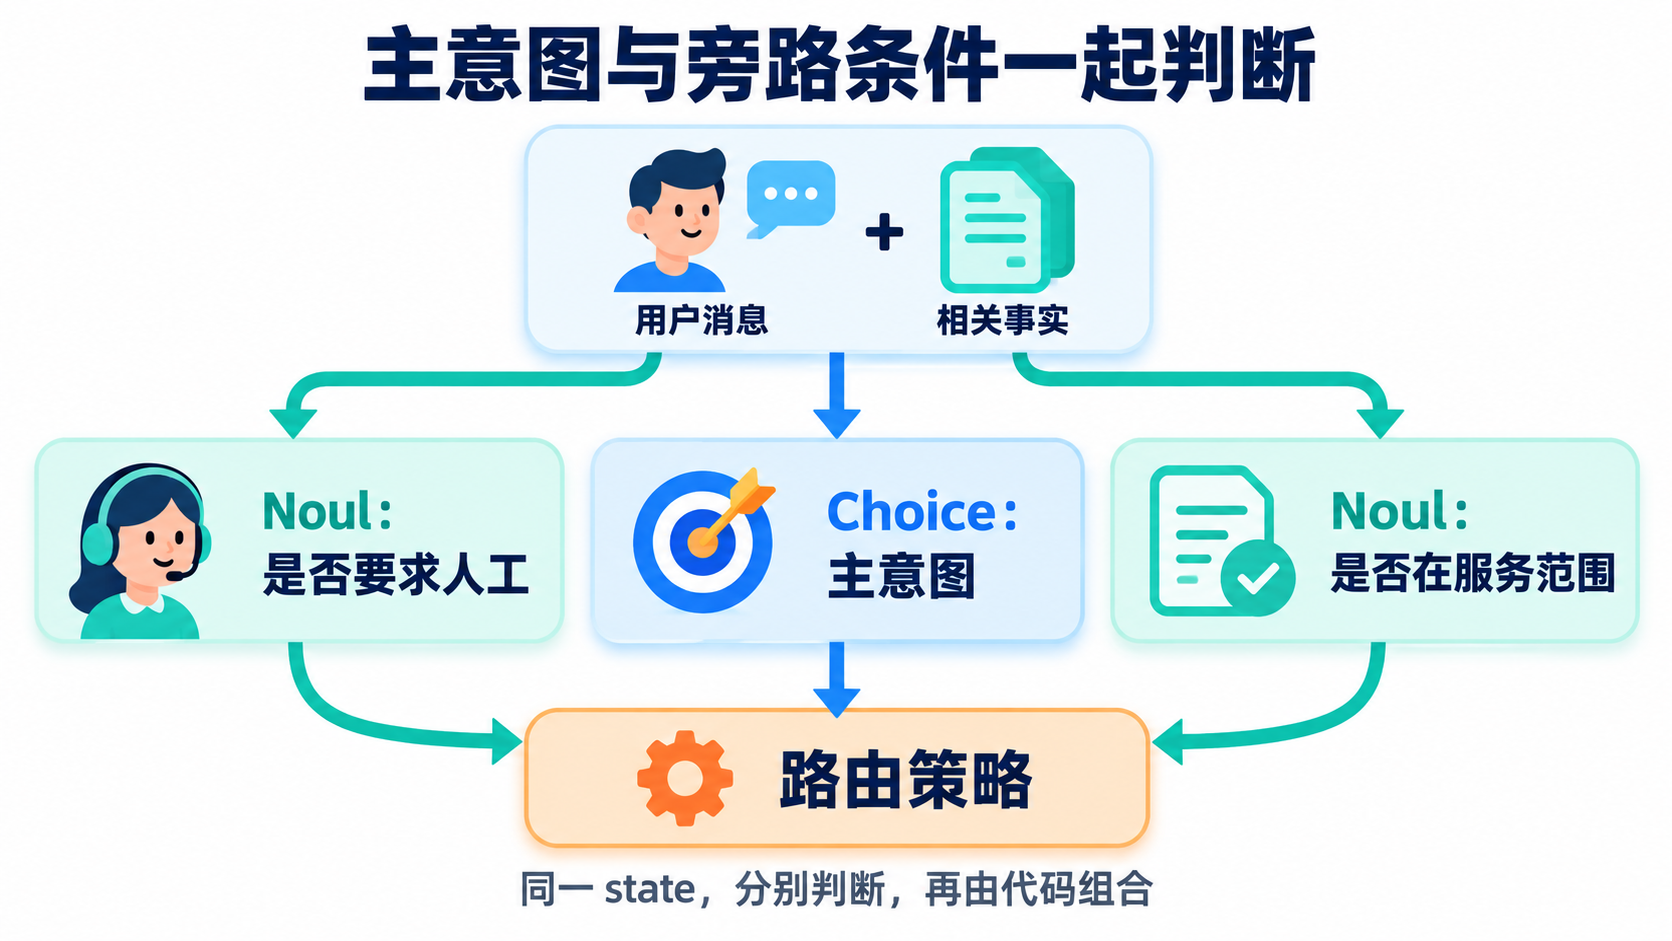 主意图与旁路条件一起判断
用户消息
+
相关事实
Noul：
是否要求人工
Choice：
主意图
Noul：
是否在服务范围
路由策略
同一 state，分别判断，再由代码组合